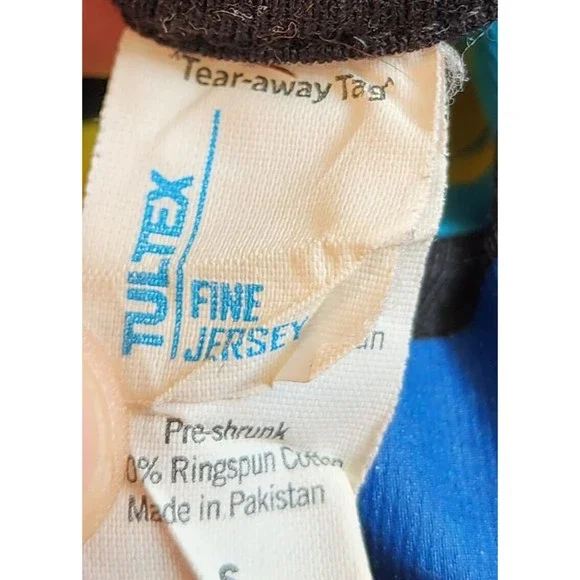 Tear-away Tag
TULTEX
FINE
JERSEY
Pre-shrunk
0% Ringspun Cotton
Made in Pakistan
S